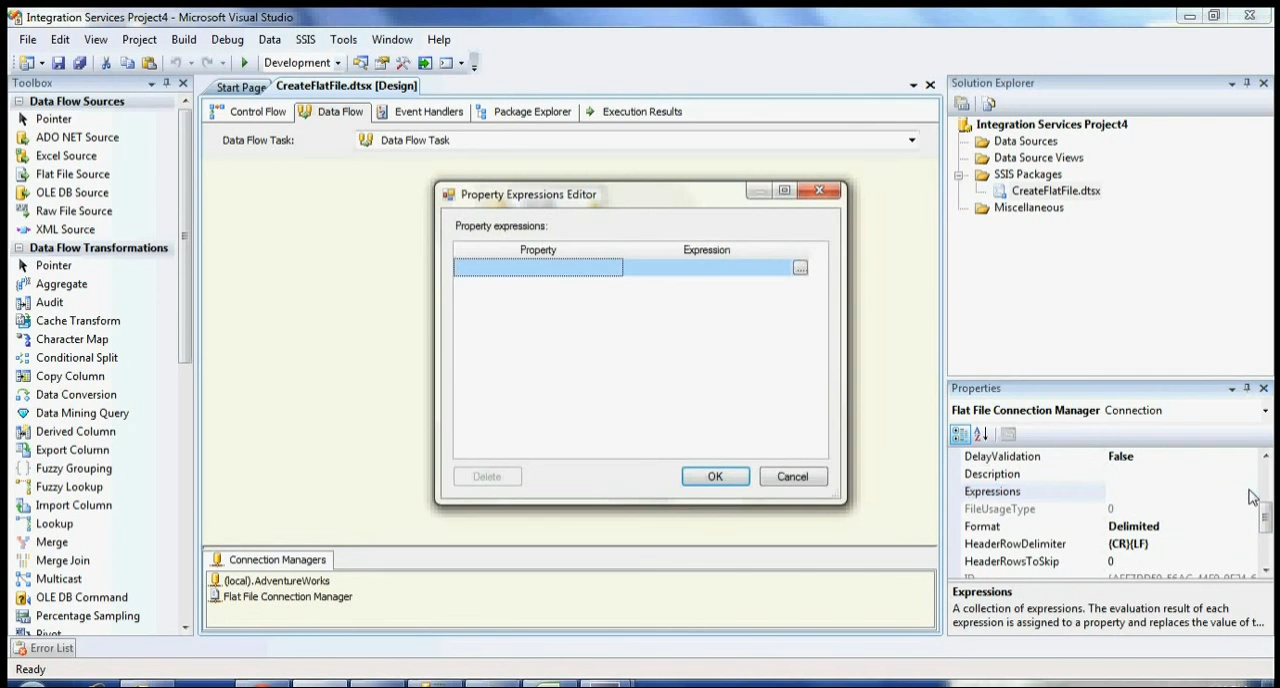 Integration Services Project4 - Microsoft Visual Studio
File Edit View Project Build Debug Data SSIS Tools Window Help
Development
Toolbox
Data Flow Sources
Pointer
ADO NET Source
Excel Source
Flat File Source
OLE DB Source
Raw File Source
XML Source
Data Flow Transformations
Pointer
Aggregate
Audit
Cache Transform
Character Map
Conditional Split
Copy Column
Data Conversion
Data Mining Query
Derived Column
Export Column
Fuzzy Grouping
Fuzzy Lookup
Import Column
Lookup
Merge
Merge Join
Multicast
OLE DB Command
Percentage Sampling
Pivot
Error List
Ready
Start Page CreateFlatFile.dtsx [Design]
Control Flow Data Flow Event Handlers Package Explorer Execution Results
Data Flow Task: Data Flow Task
Property Expressions Editor
Property expressions:
Property Expression
...
Delete OK Cancel
Connection Managers
(local).AdventureWorks
Flat File Connection Manager
Solution Explorer
Integration Services Project4
Data Sources
Data Source Views
SSIS Packages
CreateFlatFile.dtsx
Miscellaneous
Properties
Flat File Connection Manager Connection
DelayValidation False
Description
Expressions
FileUsageType 0
Format Delimited
HeaderRowDelimiter {CR}{LF}
HeaderRowsToSkip 0
Expressions
A collection of expressions. The evaluation result of each
expression is assigned to a property and replaces the value of t...